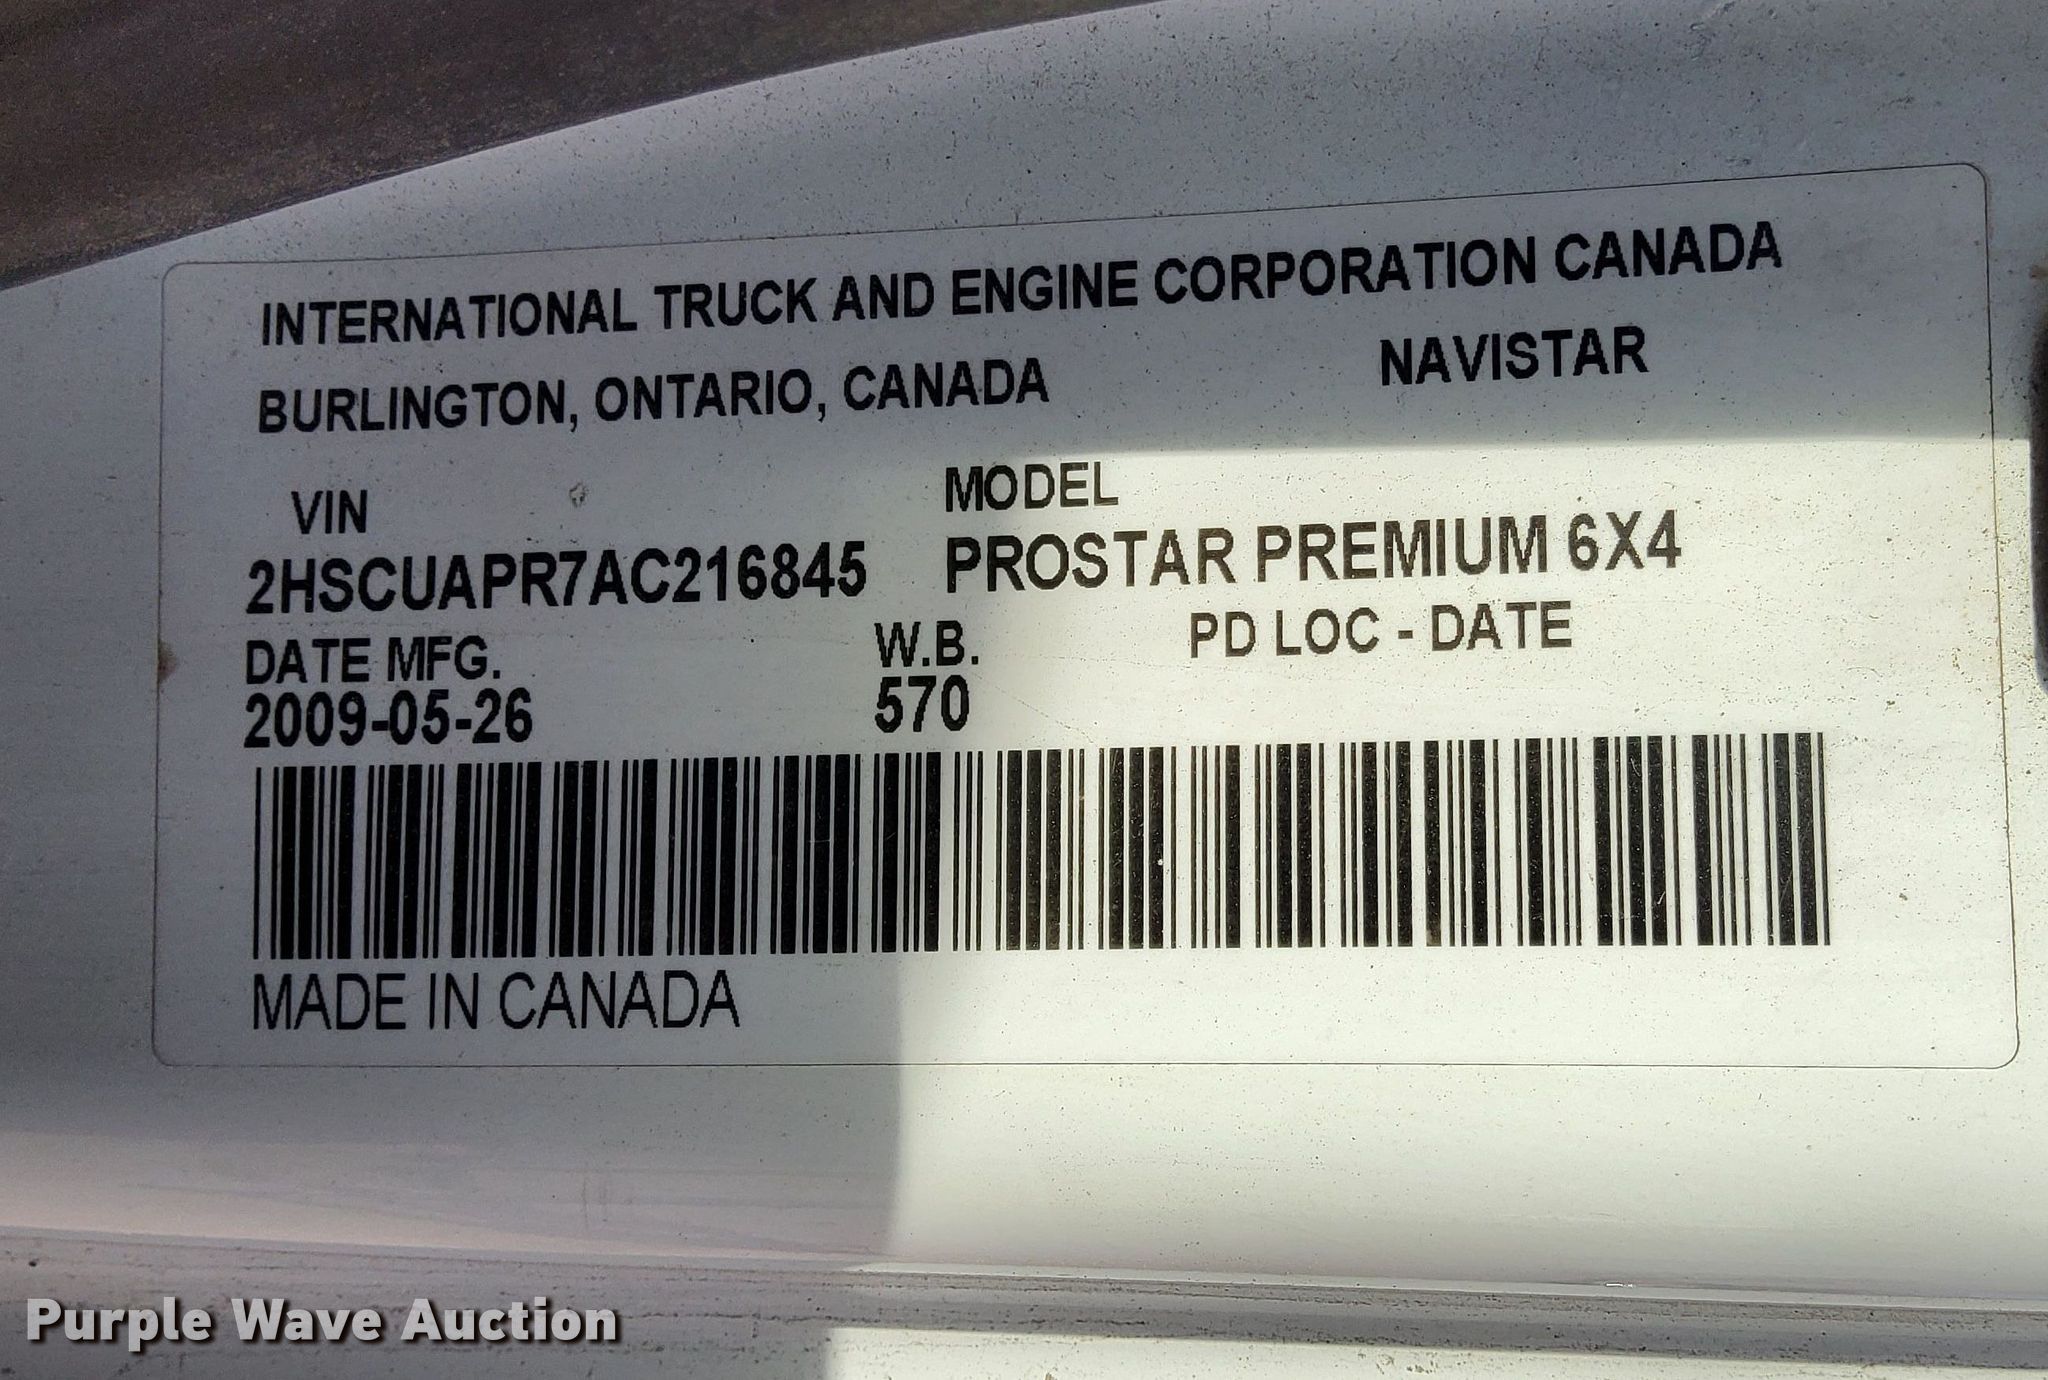 INTERNATIONAL TRUCK AND ENGINE CORPORATION CANADA
BURLINGTON, ONTARIO, CANADA NAVISTAR
VIN MODEL
2HSCUAPR7AC216845 PROSTAR PREMIUM 6X4
DATE MFG. W.B. PD LOC - DATE
2009-05-26 570
MADE IN CANADA
Purple Wave Auction